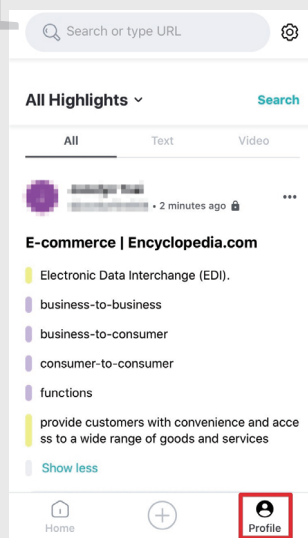 Search or type URL
All Highlights
Search
All
Text
Video
• 2 minutes ago
E-commerce | Encyclopedia.com
Electronic Data Interchange (EDI).
business-to-business
business-to-consumer
consumer-to-consumer
functions
provide customers with convenience and acce
ss to a wide range of goods and services
Show less
Home
Profile